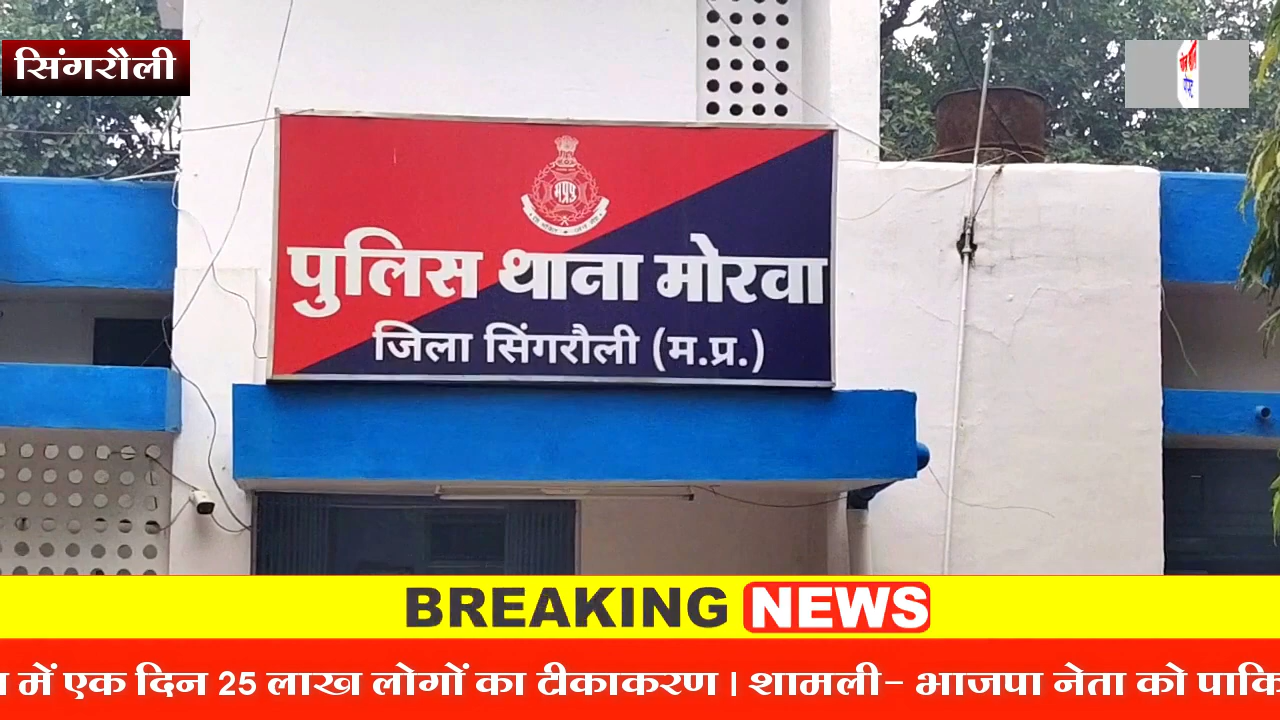 सिंगरौली
पुलिस थाना मोरवा
जिला सिंगरौली (म.प्र.)
BREAKING NEWS
में एक दिन 25 लाख लोगों का टीकाकरण । शामली- भाजपा नेता को